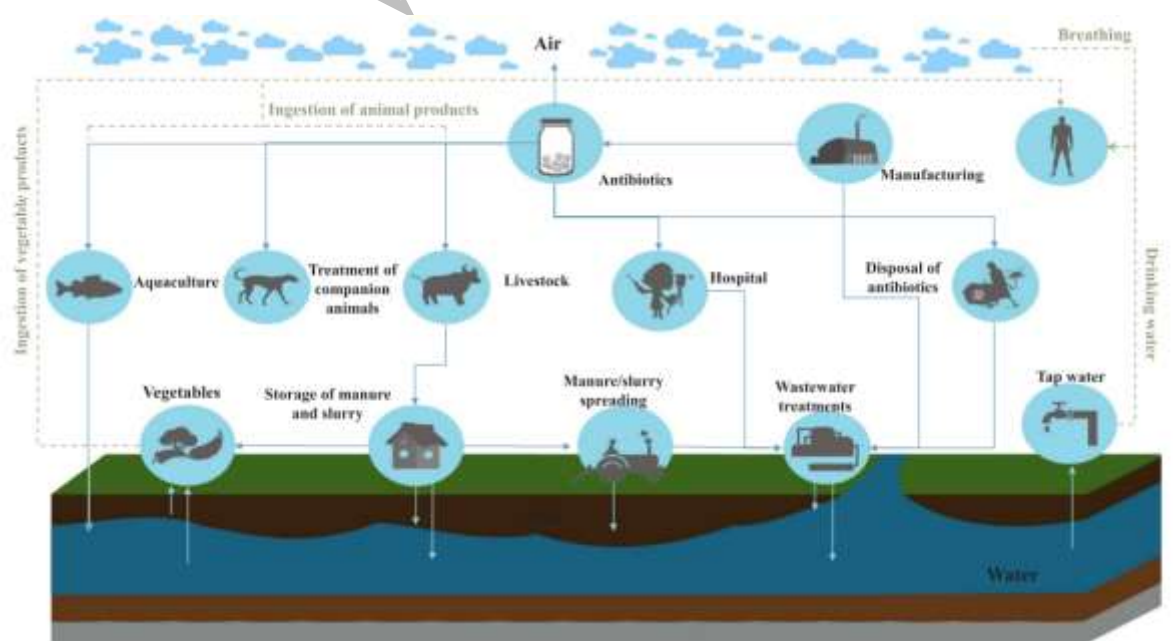 Air
Breathing
Ingestion of animal products
Ingestion of vegetable products
Antibiotics
Manufacturing
Aquaculture
Treatment of
companion
animals
Livestock
Hospital
Disposal of
antibiotics
Drinking water
Vegetables
Storage of manure
and slurry
Manure/slurry
spreading
Wastewater
treatments
Tap water
Water